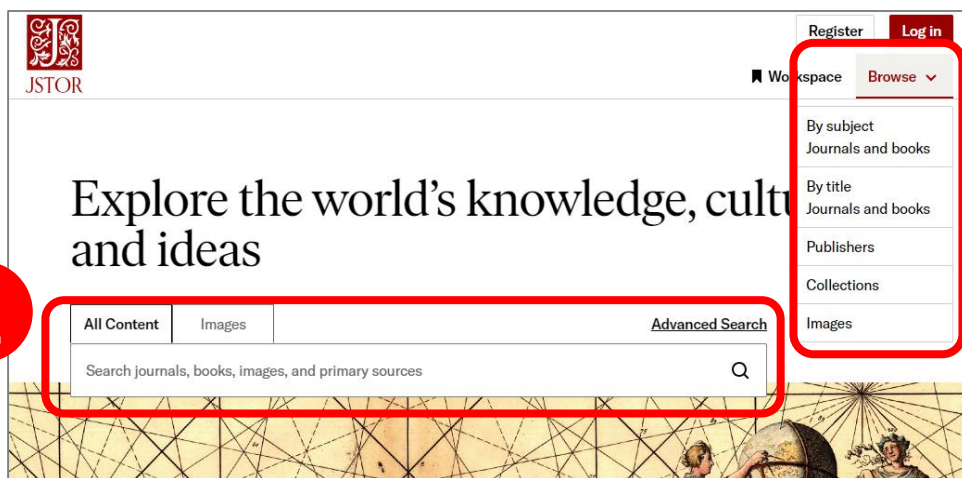 Register Log in
JSTOR
Workspace Browse
By subject
Journals and books
By title
Journals and books
Publishers
Collections
Images
Explore the world's knowledge,
and ideas
All Content Images Advanced Search
Search journals, books, images, and primary sources